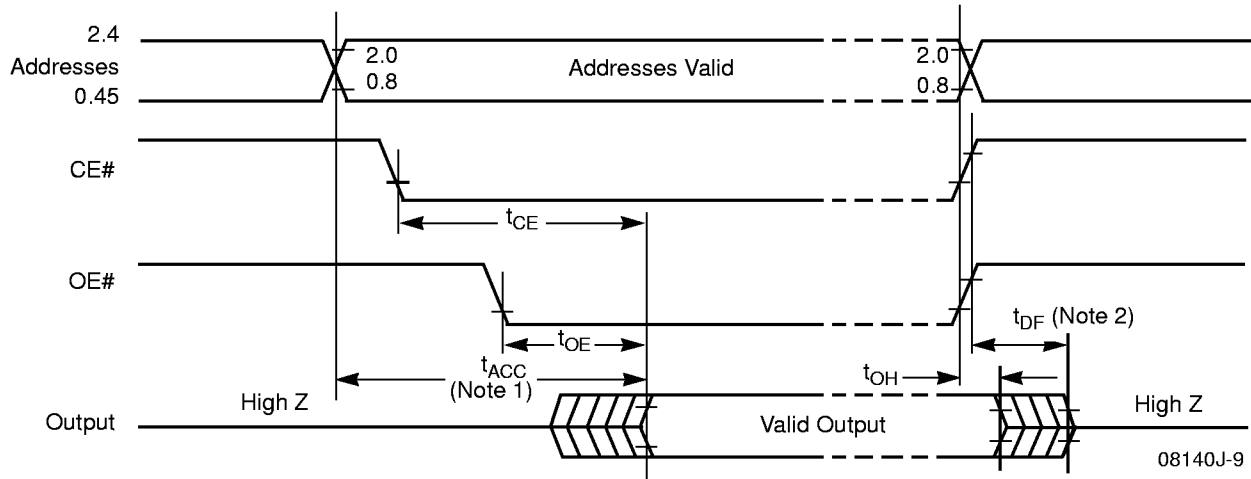 2.4
Addresses
0.45
2.0
0.8
Addresses Valid
2.0
0.8
CE#
tCE
OE#
tOE
tDF (Note 2)
tACC
(Note 1)
tOH
High Z
Output
Valid Output
High Z
08140J-9